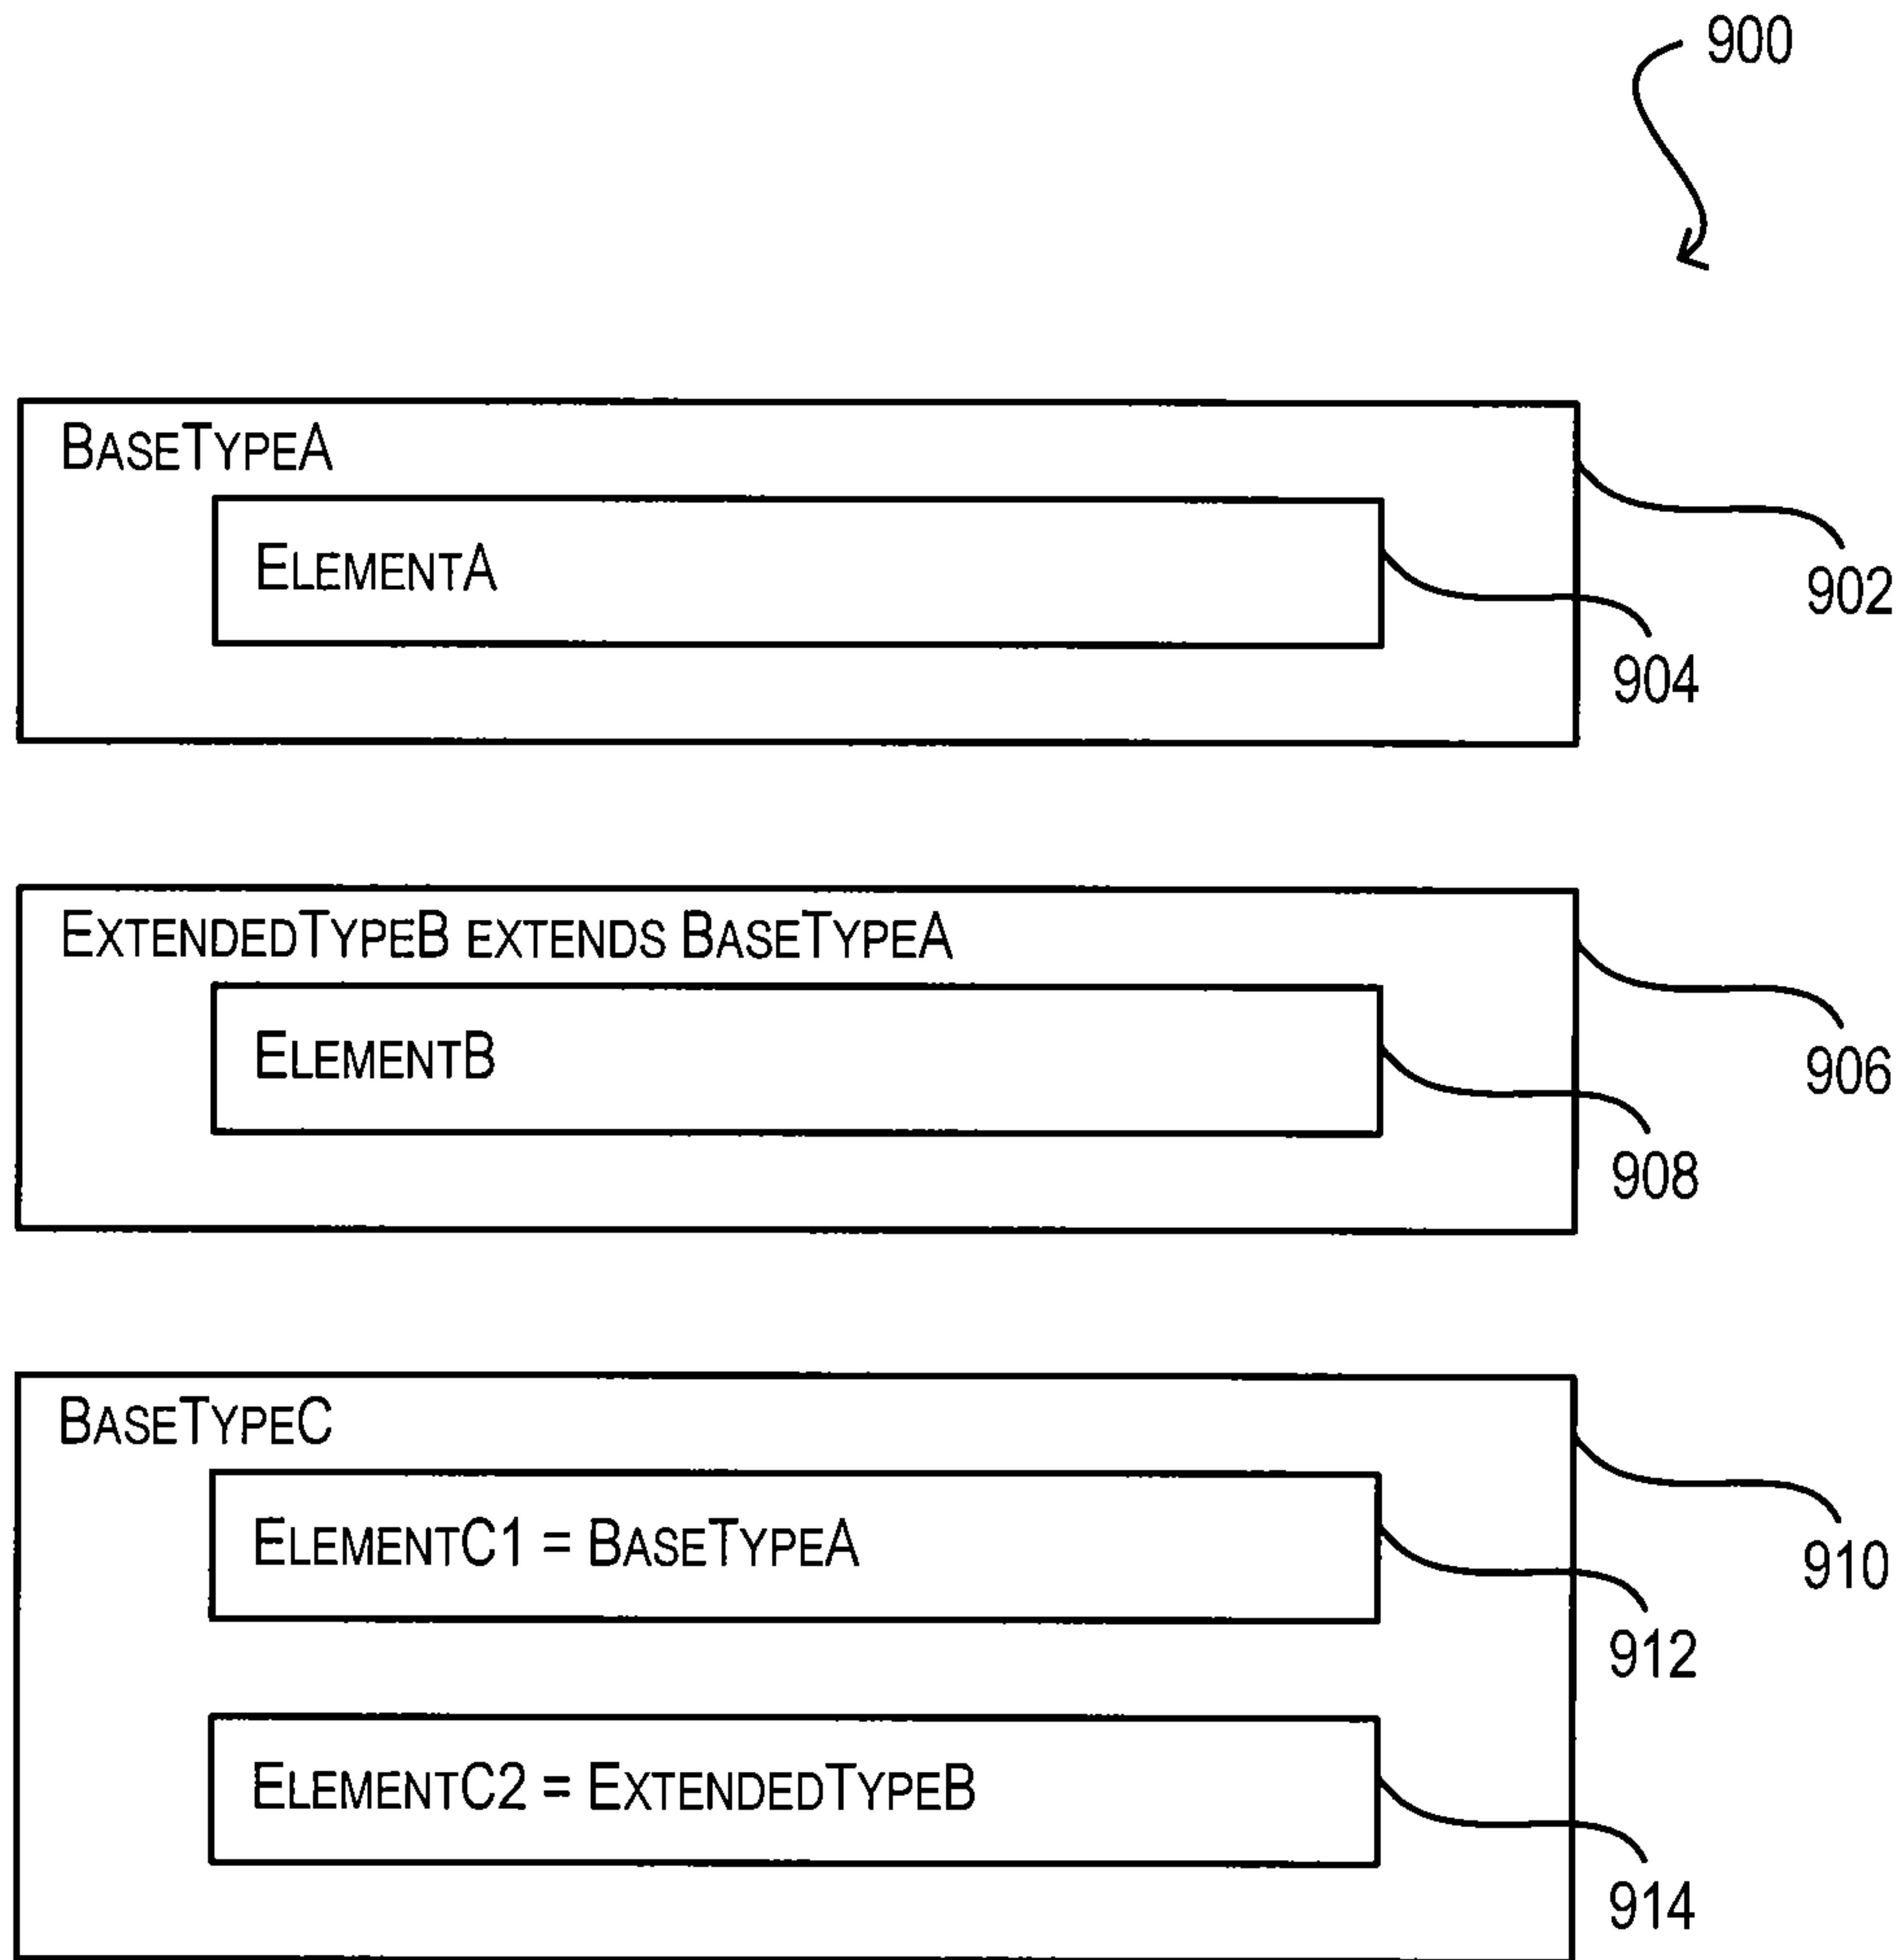 900
BASETYPEA
ELEMENTA
902
904
EXTENDEDTYPEB EXTENDS BASETYPEA
ELEMENTB
906
908
BASETYPEC
ELEMENTC1 = BASETYPEA
910
912
ELEMENTC2 = EXTENDEDTYPEB
914